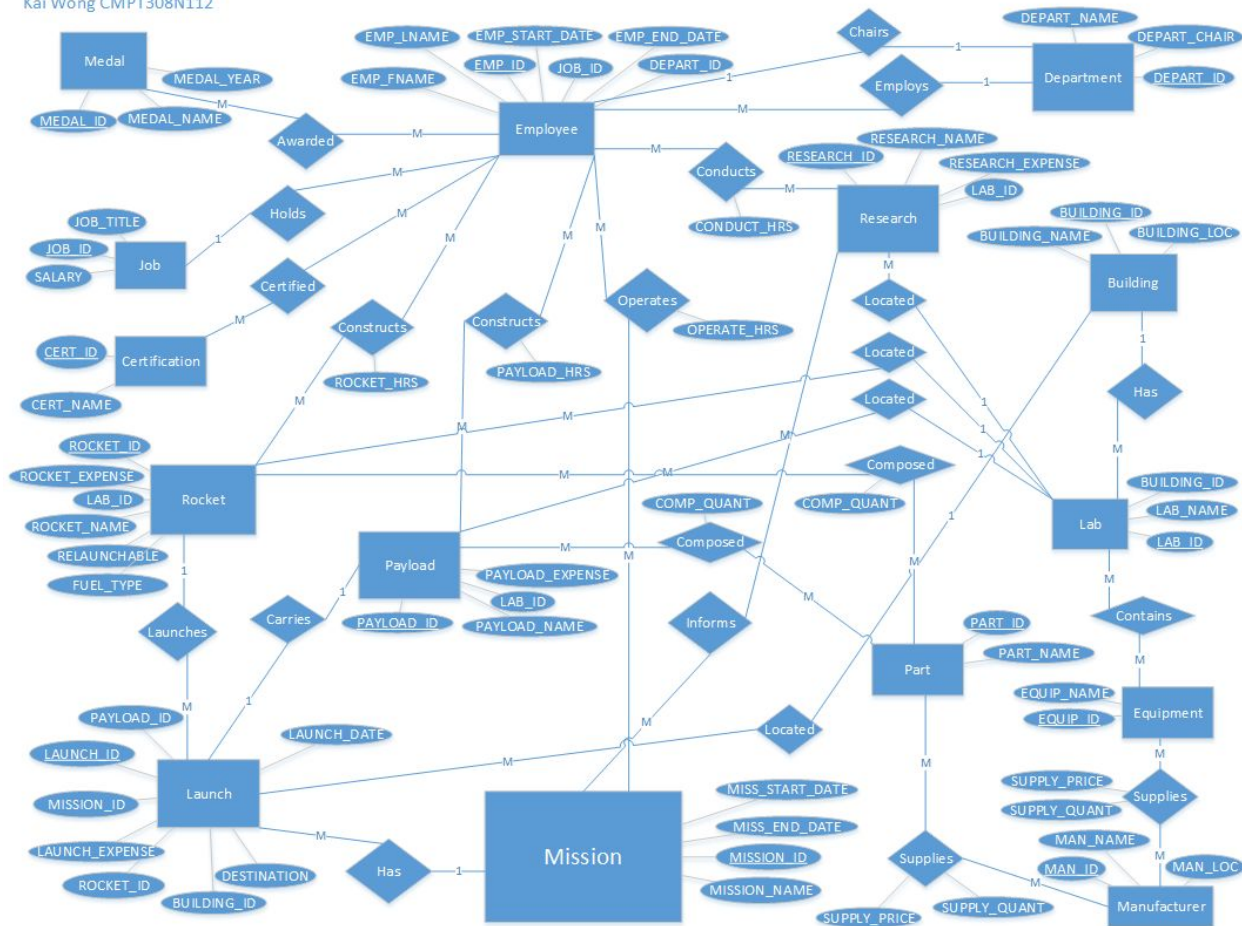 Kai Wong CMPT308N112
Medal
MEDAL_YEAR
MEDAL_ID
MEDAL_NAME
M
Awarded
M
EMP_LNAME
EMP_START_DATE
EMP_END_DATE
EMP_FNAME
EMP_ID
JOB_ID
DEPART_ID
Employee
Chairs
1
1
Employs
1
M
DEPART_NAME
DEPART_CHAIR
DEPART_ID
Department
M
Conducts
M
CONDUCT_HRS
RESEARCH_ID
RESEARCH_NAME
RESEARCH_EXPENSE
LAB_ID
Research
JOB_TITLE
JOB_ID
SALARY
Job
1
Holds
M
BUILDING_ID
BUILDING_NAME
BUILDING_LOC
Building
CERT_ID
CERT_NAME
Certification
M
Certified
M
M
Constructs
ROCKET_HRS
M
M
Constructs
PAYLOAD_HRS
M
M
Operates
OPERATE_HRS
M
M
Located
1
Located
M
1
Located
M
1
1
Has
M
ROCKET_ID
ROCKET_EXPENSE
LAB_ID
ROCKET_NAME
RELAUNCHABLE
FUEL_TYPE
Rocket
M
Composed
COMP_QUANT
M
COMP_QUANT
M
Composed
M
Payload
PAYLOAD_EXPENSE
LAB_ID
PAYLOAD_ID
PAYLOAD_NAME
BUILDING_ID
LAB_NAME
LAB_ID
Lab
1
Launches
M
1
Carries
1
M
Informs
M
1
Located
M
PART_ID
PART_NAME
Part
M
Contains
M
EQUIP_NAME
EQUIP_ID
Equipment
PAYLOAD_ID
LAUNCH_ID
MISSION_ID
LAUNCH_EXPENSE
ROCKET_ID
BUILDING_ID
DESTINATION
LAUNCH_DATE
Launch
M
Has
1
Mission
MISS_START_DATE
MISS_END_DATE
MISSION_ID
MISSION_NAME
M
Supplies
SUPPLY_PRICE
SUPPLY_QUANT
M
M
SUPPLY_PRICE
SUPPLY_QUANT
Supplies
M
MAN_NAME
MAN_ID
MAN_LOC
Manufacturer